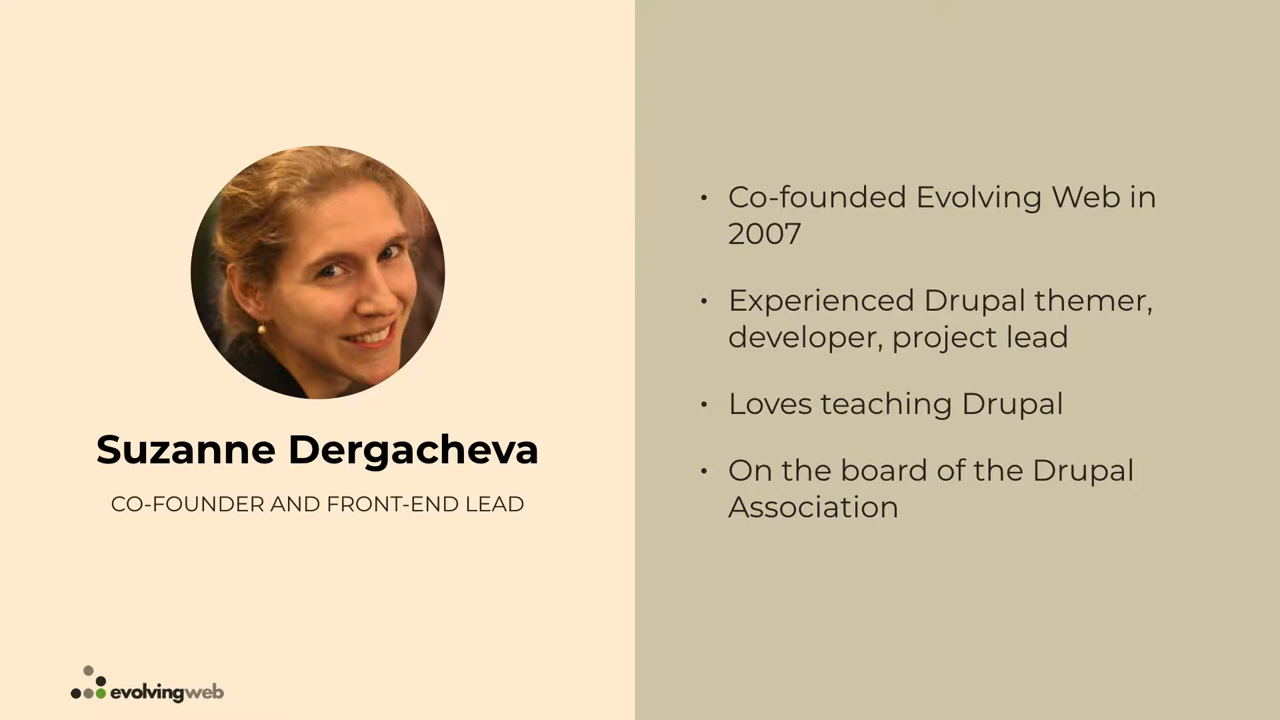 Suzanne Dergacheva
CO-FOUNDER AND FRONT-END LEAD
evolvingweb
• Co-founded Evolving Web in
2007
• Experienced Drupal themer,
developer, project lead
• Loves teaching Drupal
• On the board of the Drupal
Association